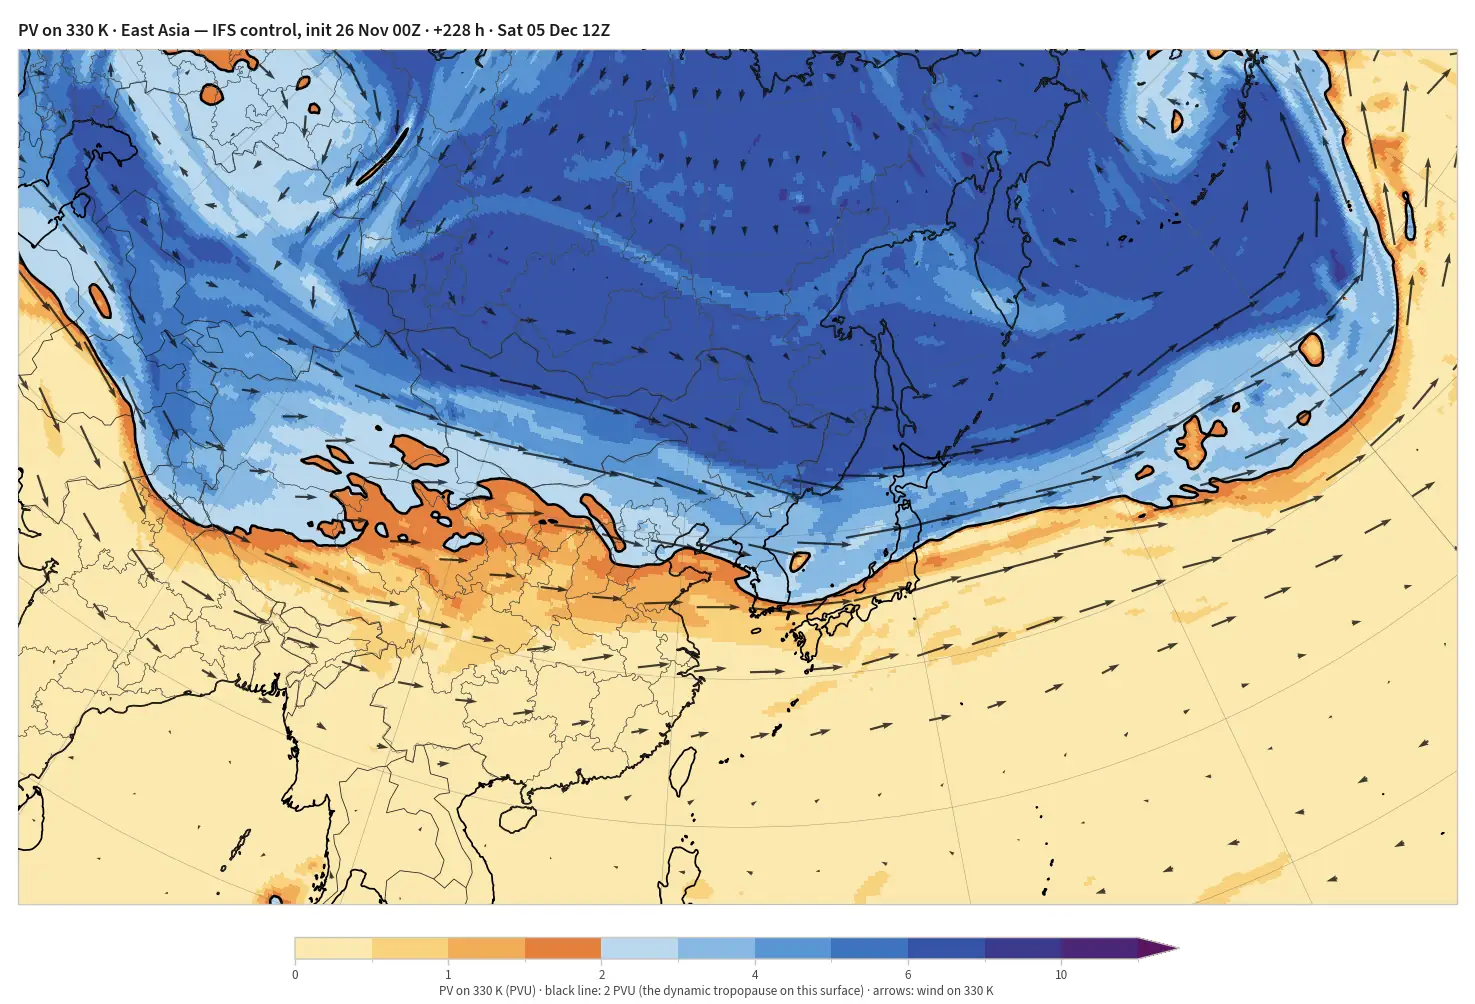 PV on 330 K · East Asia — IFS control, init 26 Nov 00Z · +228 h · Sat 05 Dec 12Z
0 1 2 4 6 10
PV on 330 K (PVU) · black line: 2 PVU (the dynamic tropopause on this surface) · arrows: wind on 330 K